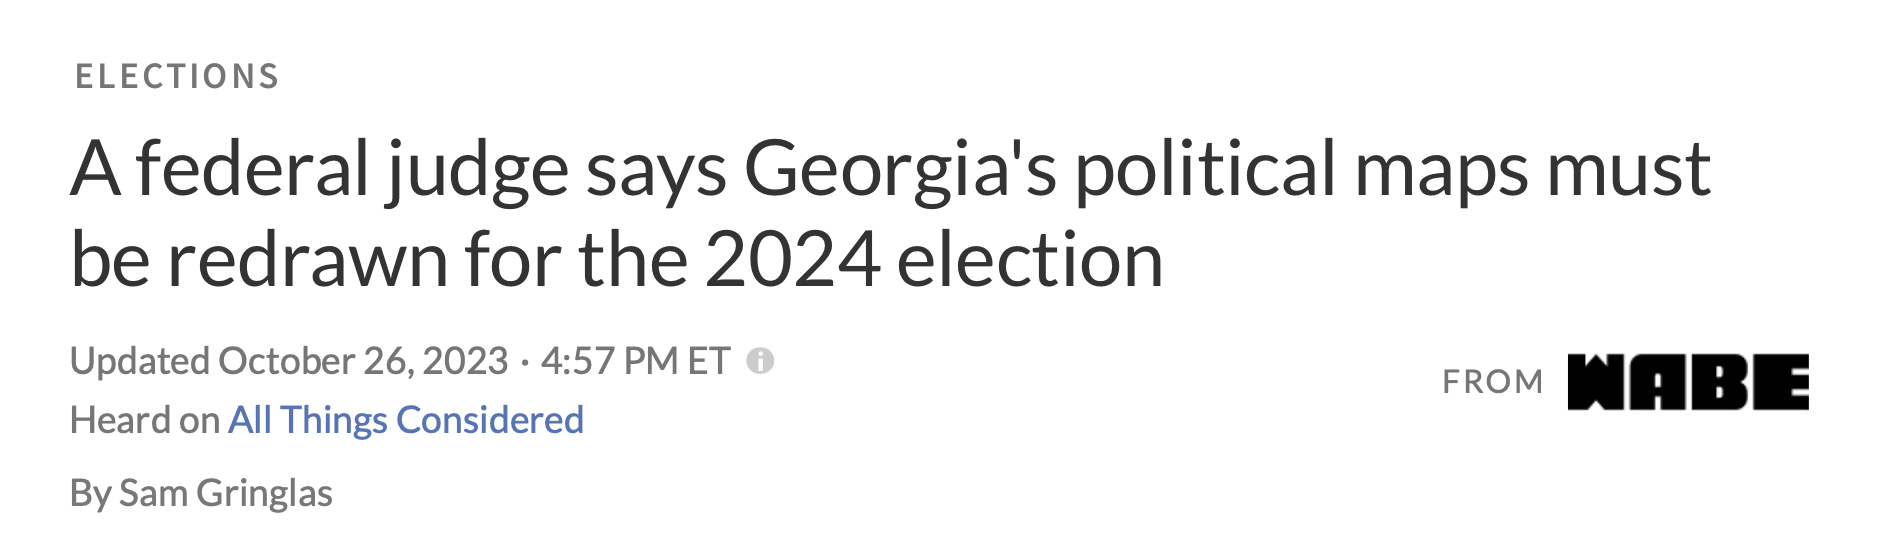 ELECTIONS
A federal judge says Georgia's political maps must
be redrawn for the 2024 election
Updated October 26, 2023 · 4:57 PM ET
Heard on All Things Considered
FROM WABE
By Sam Gringlas